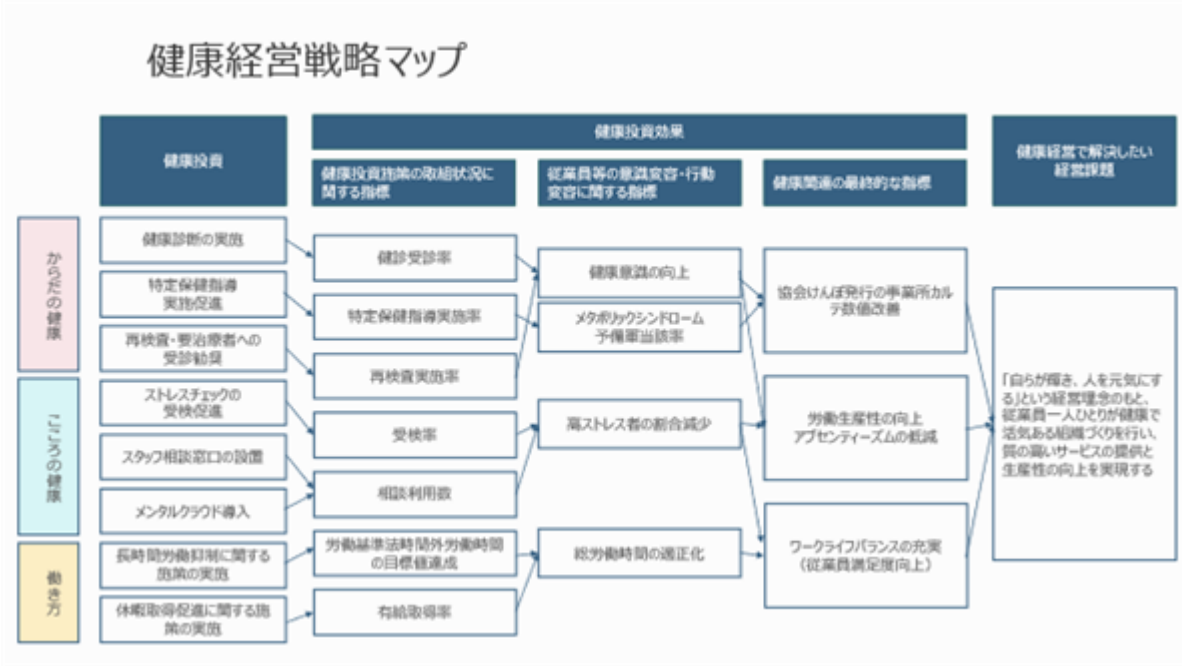 健康経営戦略マップ
健康投資
健康投資効果
健康経営で解決したい
経営課題
健康投資施策の取組状況に
関する指標
従業員等の意識変容・行動
変容に関する指標
健康関連の最終的な指標
からだの健康
健康診断の実施
特定保健指導
実施促進
再検査・要治療者への
受診勧奨
こころの健康
ストレスチェックの
受検促進
スタッフ相談窓口の設置
メンタルクラウド導入
働き方
長時間労働抑制に関する
施策の実施
休暇取得促進に関する施
策の実施
健診受診率
特定保健指導実施率
再検査実施率
受検率
相談利用数
労働基準法時間外労働時間
の目標値達成
有給取得率
健康意識の向上
メタボリックシンドローム
予備軍当該率
高ストレス者の割合減少
総労働時間の適正化
協会けんぽ発行の事業所カル
テ数値改善
労働生産性の向上
アブセンティーズムの低減
ワークライフバランスの充実
（従業員満足度向上）
「自らが輝き、人を元気にす
る」という経営理念のもと、
従業員一人ひとりが健康で
活気ある組織づくりを行い、
質の高いサービスの提供と
生産性の向上を実現する